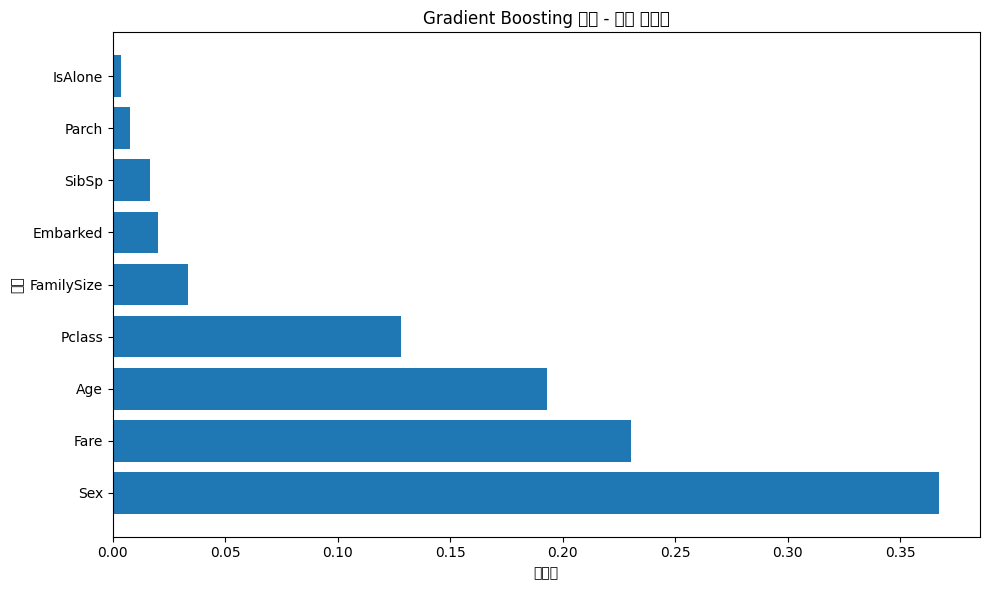 Gradient Boosting -
IsAlone
Parch
SibSp
Embarked
FamilySize
Pclass
Age
Fare
Sex
0.00 0.05 0.10 0.15 0.20 0.25 0.30 0.35